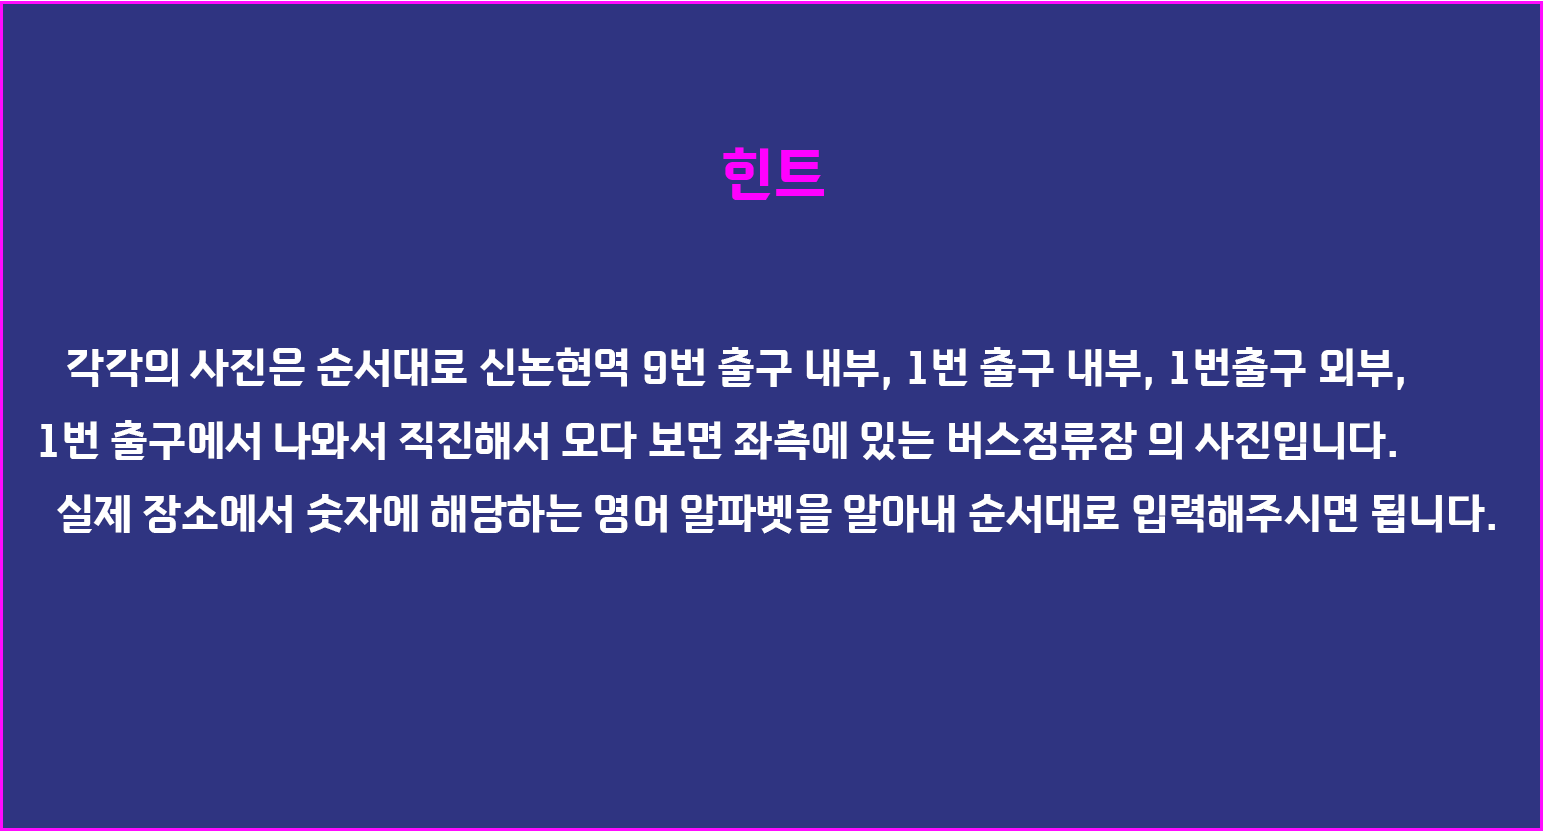 힌트
각각의 사진은 순서대로 신논현역 9번 출구 내부, 1번 출구 내부, 1번출구 외부,
1번 출구에서 나와서 직진해서 오다 보면 좌측에 있는 버스정류장 의 사진입니다.
실제 장소에서 숫자에 해당하는 영어 알파벳을 알아내 순서대로 입력해주시면 됩니다.